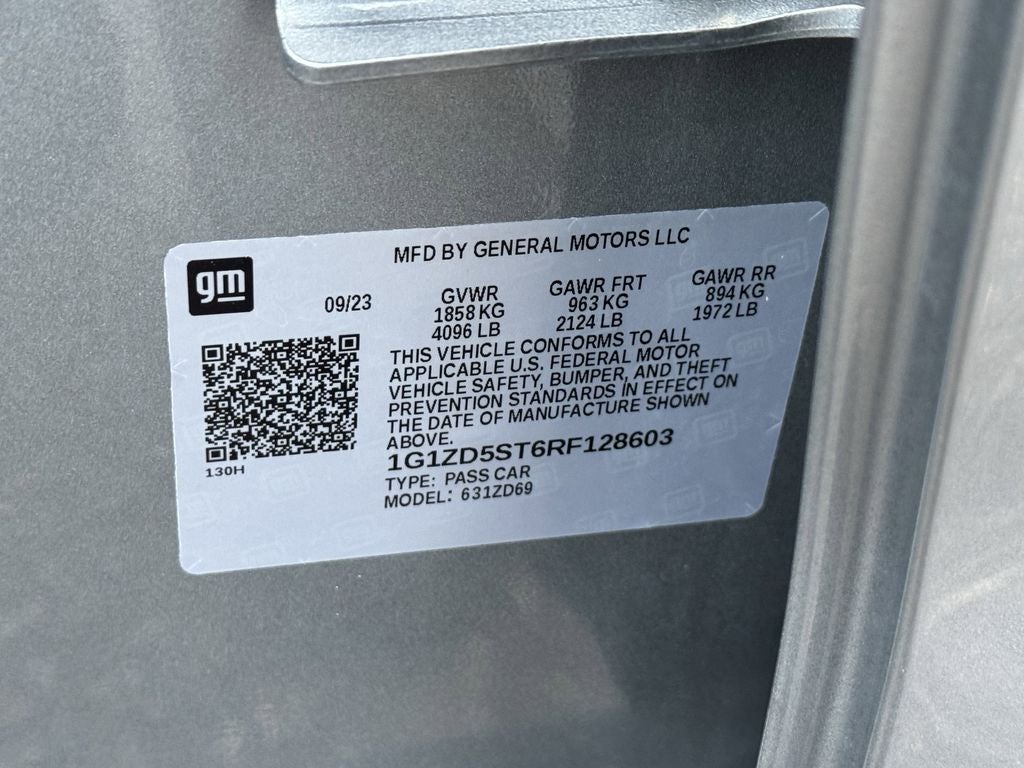 MFD BY GENERAL MOTORS LLC
gm
09/23
GVWR
1858 KG
4096 LB
GAWR FRT
963 KG
2124 LB
GAWR RR
894 KG
1972 LB
THIS VEHICLE CONFORMS TO ALL
APPLICABLE U.S. FEDERAL MOTOR
VEHICLE SAFETY, BUMPER, AND THEFT
PREVENTION STANDARDS IN EFFECT ON
THE DATE OF MANUFACTURE SHOWN
ABOVE.
1G1ZD5ST6RF128603
TYPE: PASS CAR
MODEL: 631ZD69
130H